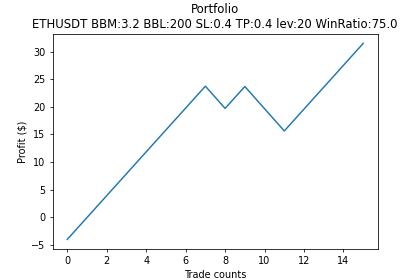 Portfolio
ETHUSDT BBM:3.2 BBL:200 SL:0.4 TP:0.4 lev:20 WinRatio:75.0
Profit ($)
30
25
20
15
10
5
0
−5
0 2 4 6 8 10 12 14
Trade counts